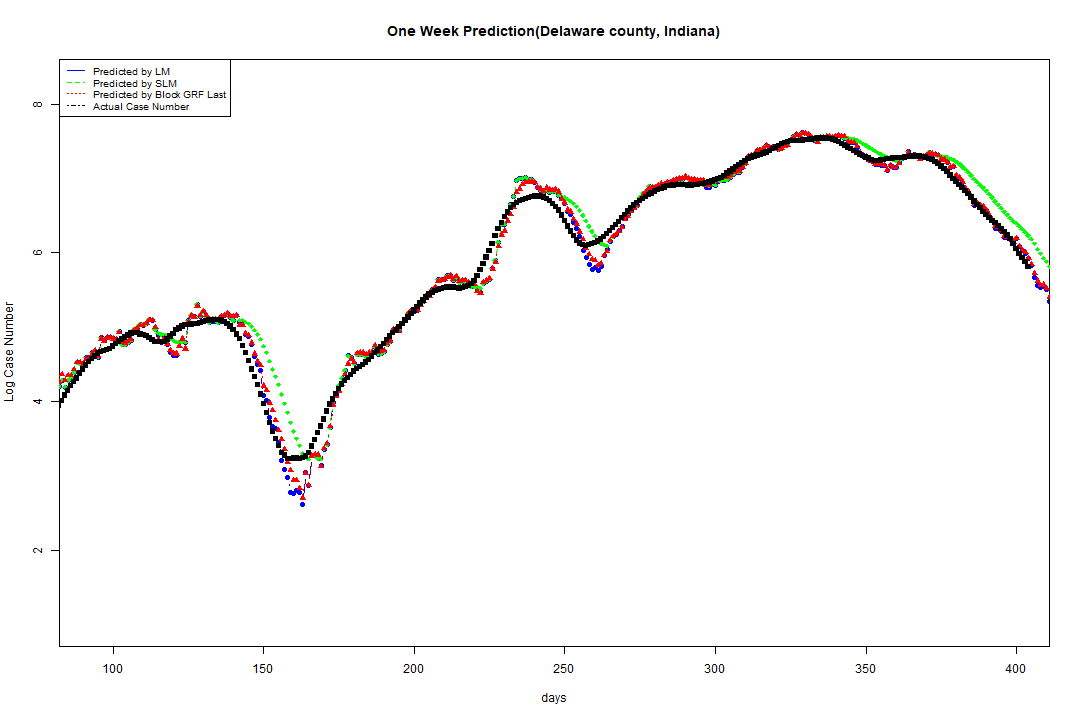 One Week Prediction(Delaware county, Indiana)
Predicted by LM
Predicted by SLM
Predicted by Block GRF Last
Actual Case Number
8
6
4
2
Log Case Number
100 150 200 250 300 350 400
days